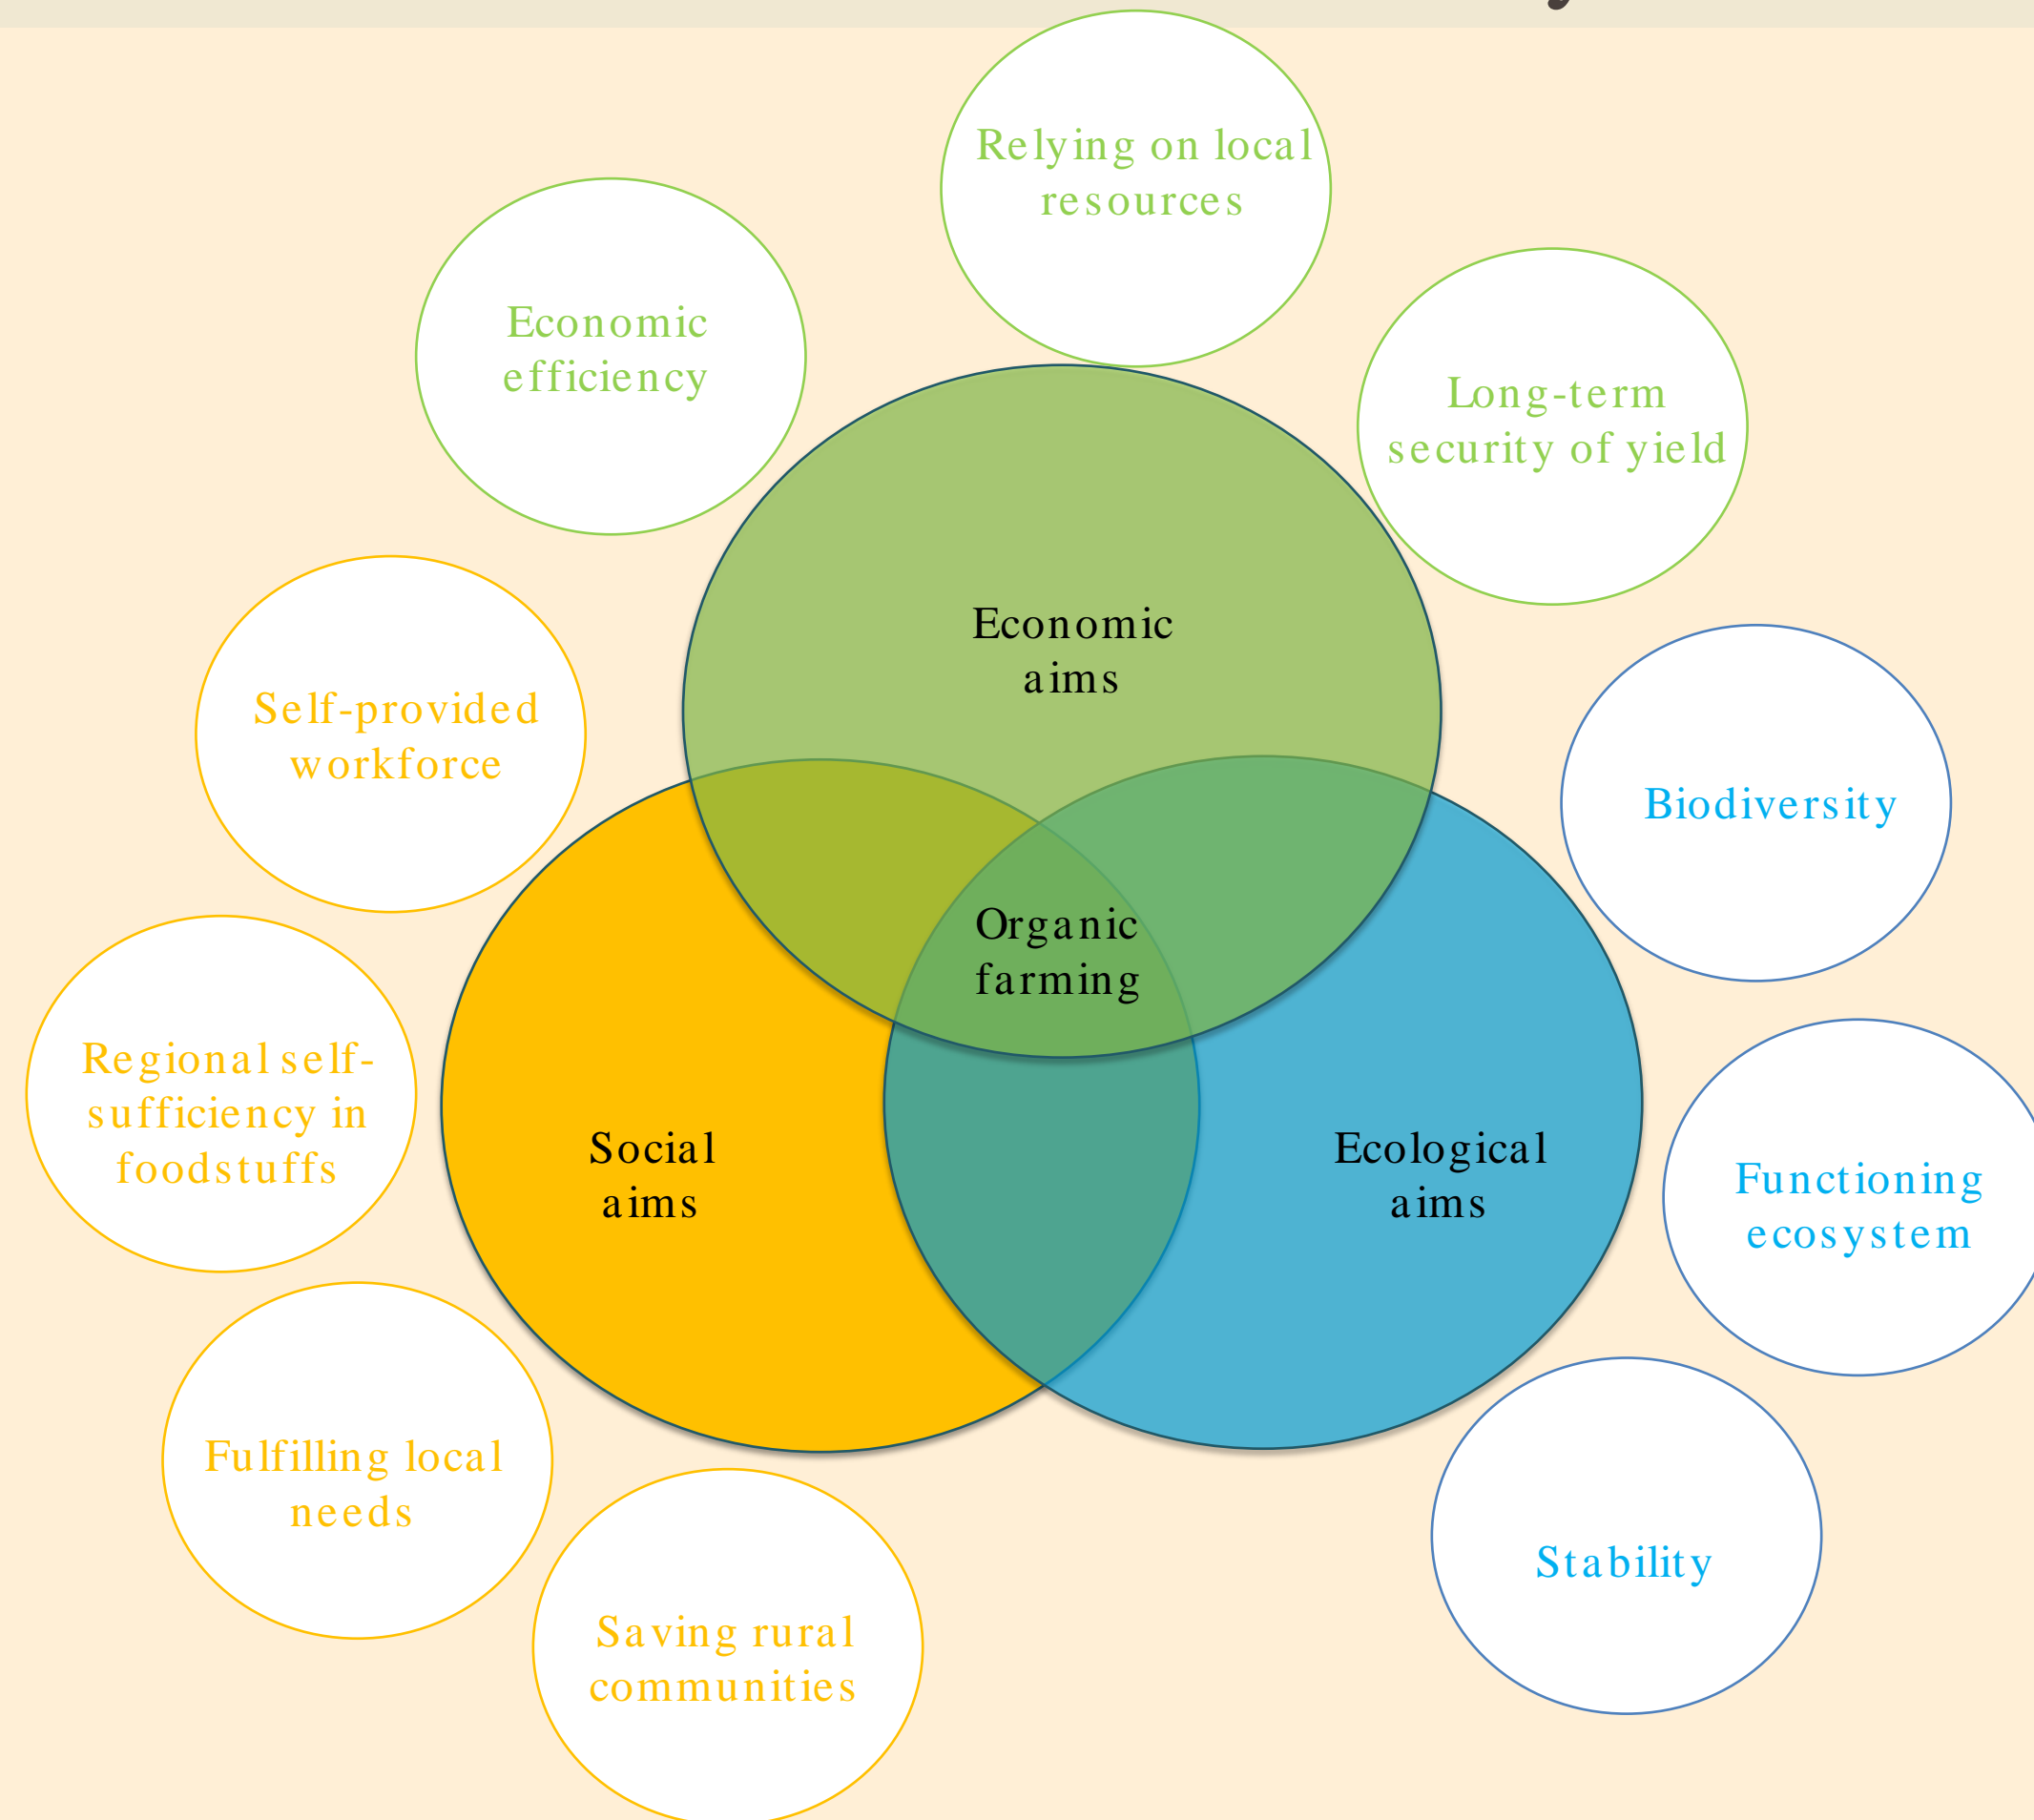 Relying on local
resources
Economic
efficiency
Long-term
security of yield
Economic
aims
Self-provided
workforce
Biodiversity
Organic
farming
Regional self-
sufficiency in
foodstuffs
Social
aims
Ecological
aims
Functioning
ecosystem
Fulfilling local
needs
Stability
Saving rural
communities